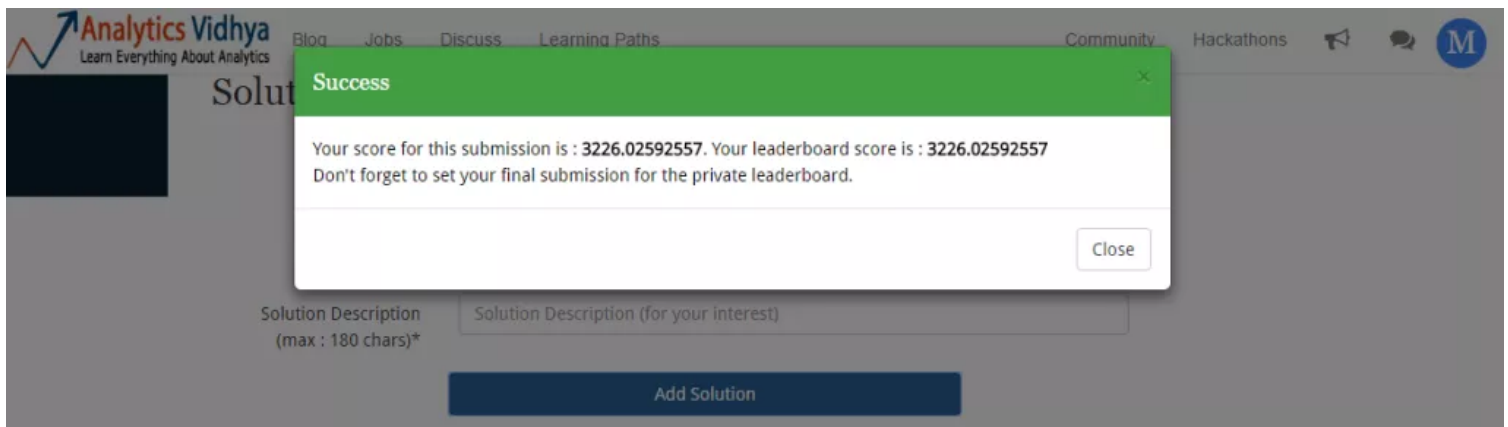 Analytics Vidhya
Learn Everything About Analytics
Blog Jobs Discuss Learning Paths Community Hackathons M
Solut
Success ×
Your score for this submission is : 3226.02592557. Your leaderboard score is : 3226.02592557
Don't forget to set your final submission for the private leaderboard.
Close
Solution Description
(max : 180 chars)*
Solution Description (for your interest)
Add Solution